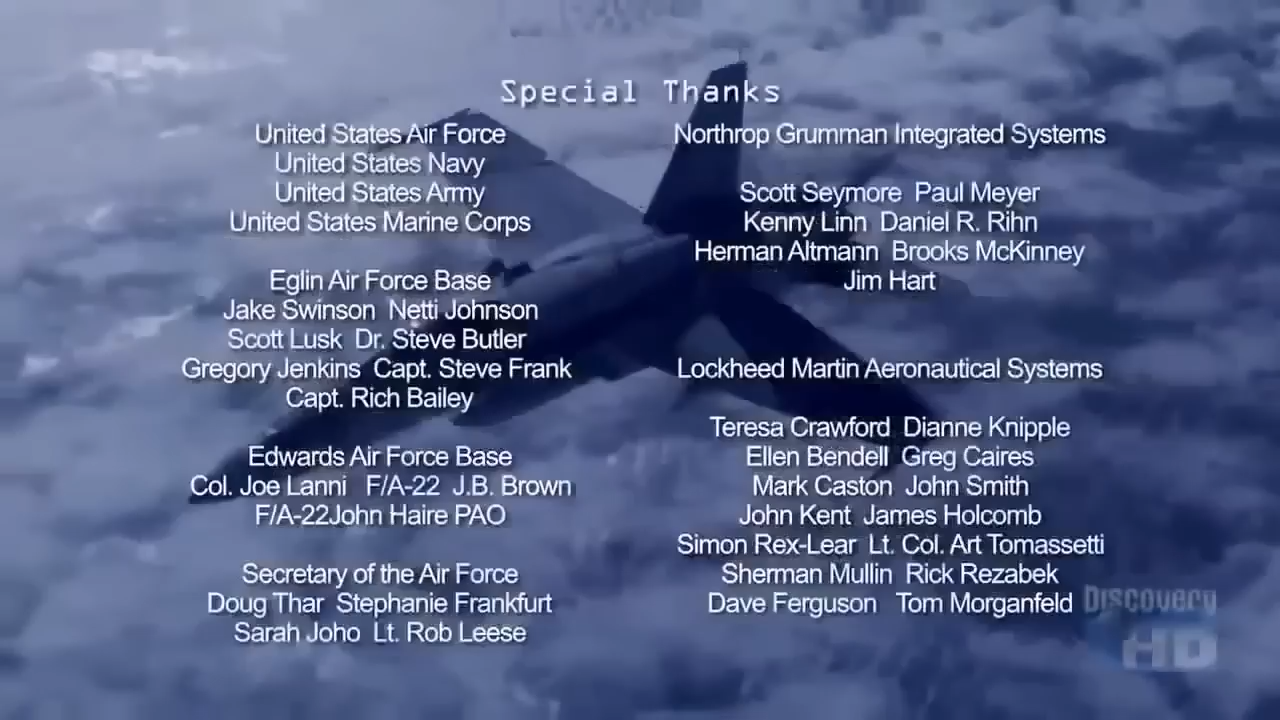 Special Thanks
United States Air Force
United States Navy
United States Army
United States Marine Corps
Eglin Air Force Base
Jake Swinson Netti Johnson
Scott Lusk Dr. Steve Butler
Gregory Jenkins Capt. Steve Frank
Capt. Rich Bailey
Edwards Air Force Base
Col. Joe Lanni F/A-22 J.B. Brown
F/A-22John Haire PAO
Secretary of the Air Force
Doug Thar Stephanie Frankfurt
Sarah Joho Lt. Rob Leese
Northrop Grumman Integrated Systems
Scott Seymore Paul Meyer
Kenny Linn Daniel R. Rihn
Herman Altmann Brooks McKinney
Jim Hart
Lockheed Martin Aeronautical Systems
Teresa Crawford Dianne Knipple
Ellen Bendell Greg Caires
Mark Caston John Smith
John Kent James Holcomb
Simon Rex-Lear Lt. Col. Art Tomassetti
Sherman Mullin Rick Rezabek
Dave Ferguson Tom Morganfeld
Discovery
HD